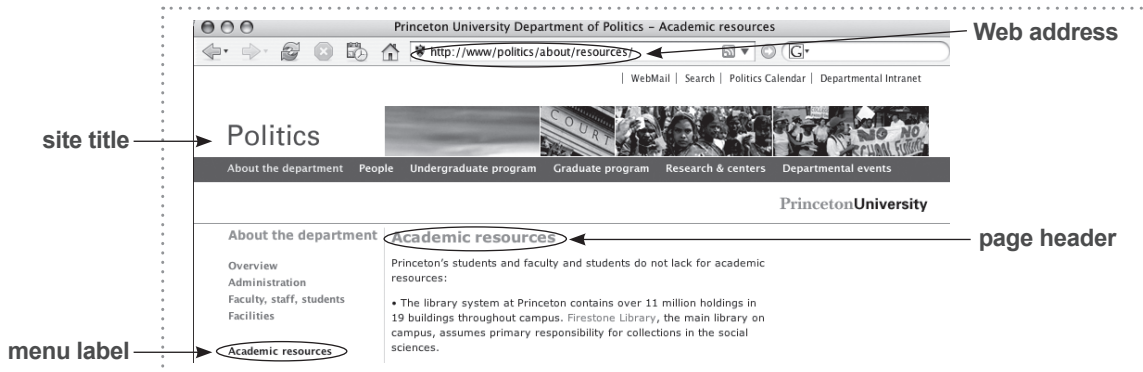 Princeton University Department of Politics – Academic resources
Web address
http://www/politics/about/resources/
G
| WebMail | Search | Politics Calendar | Departmental Intranet
COURT
NO NO
site title
Politics
About the department People Undergraduate program Graduate program Research & centers Departmental events
PrincetonUniversity
About the department
Overview
Administration
Faculty, staff, students
Facilities
Academic resources
menu label
Academic resources
page header
Princeton's students and faculty and students do not lack for academic
resources:
• The library system at Princeton contains over 11 million holdings in
19 buildings throughout campus. Firestone Library, the main library on
campus, assumes primary responsibility for collections in the social
sciences.